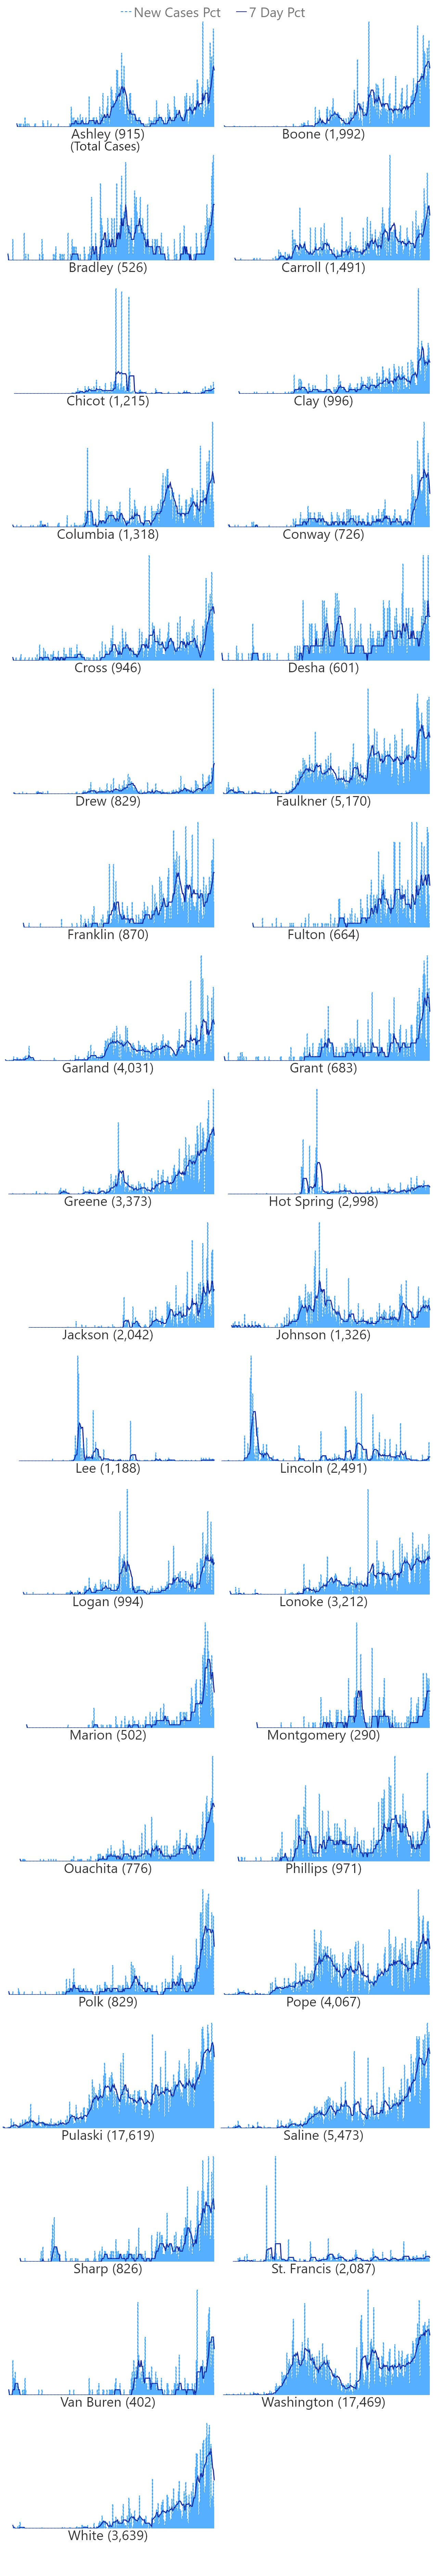 New Cases Pct 7 Day Pct
Ashley (915) Boone (1,992)
(Total Cases)
Bradley (526) Carroll (1,491)
Chicot (1,215) Clay (996)
Columbia (1,318) Conway (726)
Cross (946) Desha (601)
Drew (829) Faulkner (5,170)
Franklin (870) Fulton (664)
Garland (4,031) Grant (683)
Greene (3,373) Hot Spring (2,998)
Jackson (2,042) Johnson (1,326)
Lee (1,188) Lincoln (2,491)
Logan (994) Lonoke (3,212)
Marion (502) Montgomery (290)
Ouachita (776) Phillips (971)
Polk (829) Pope (4,067)
Pulaski (17,619) Saline (5,473)
Sharp (826) St. Francis (2,087)
Van Buren (402) Washington (17,469)
White (3,639)